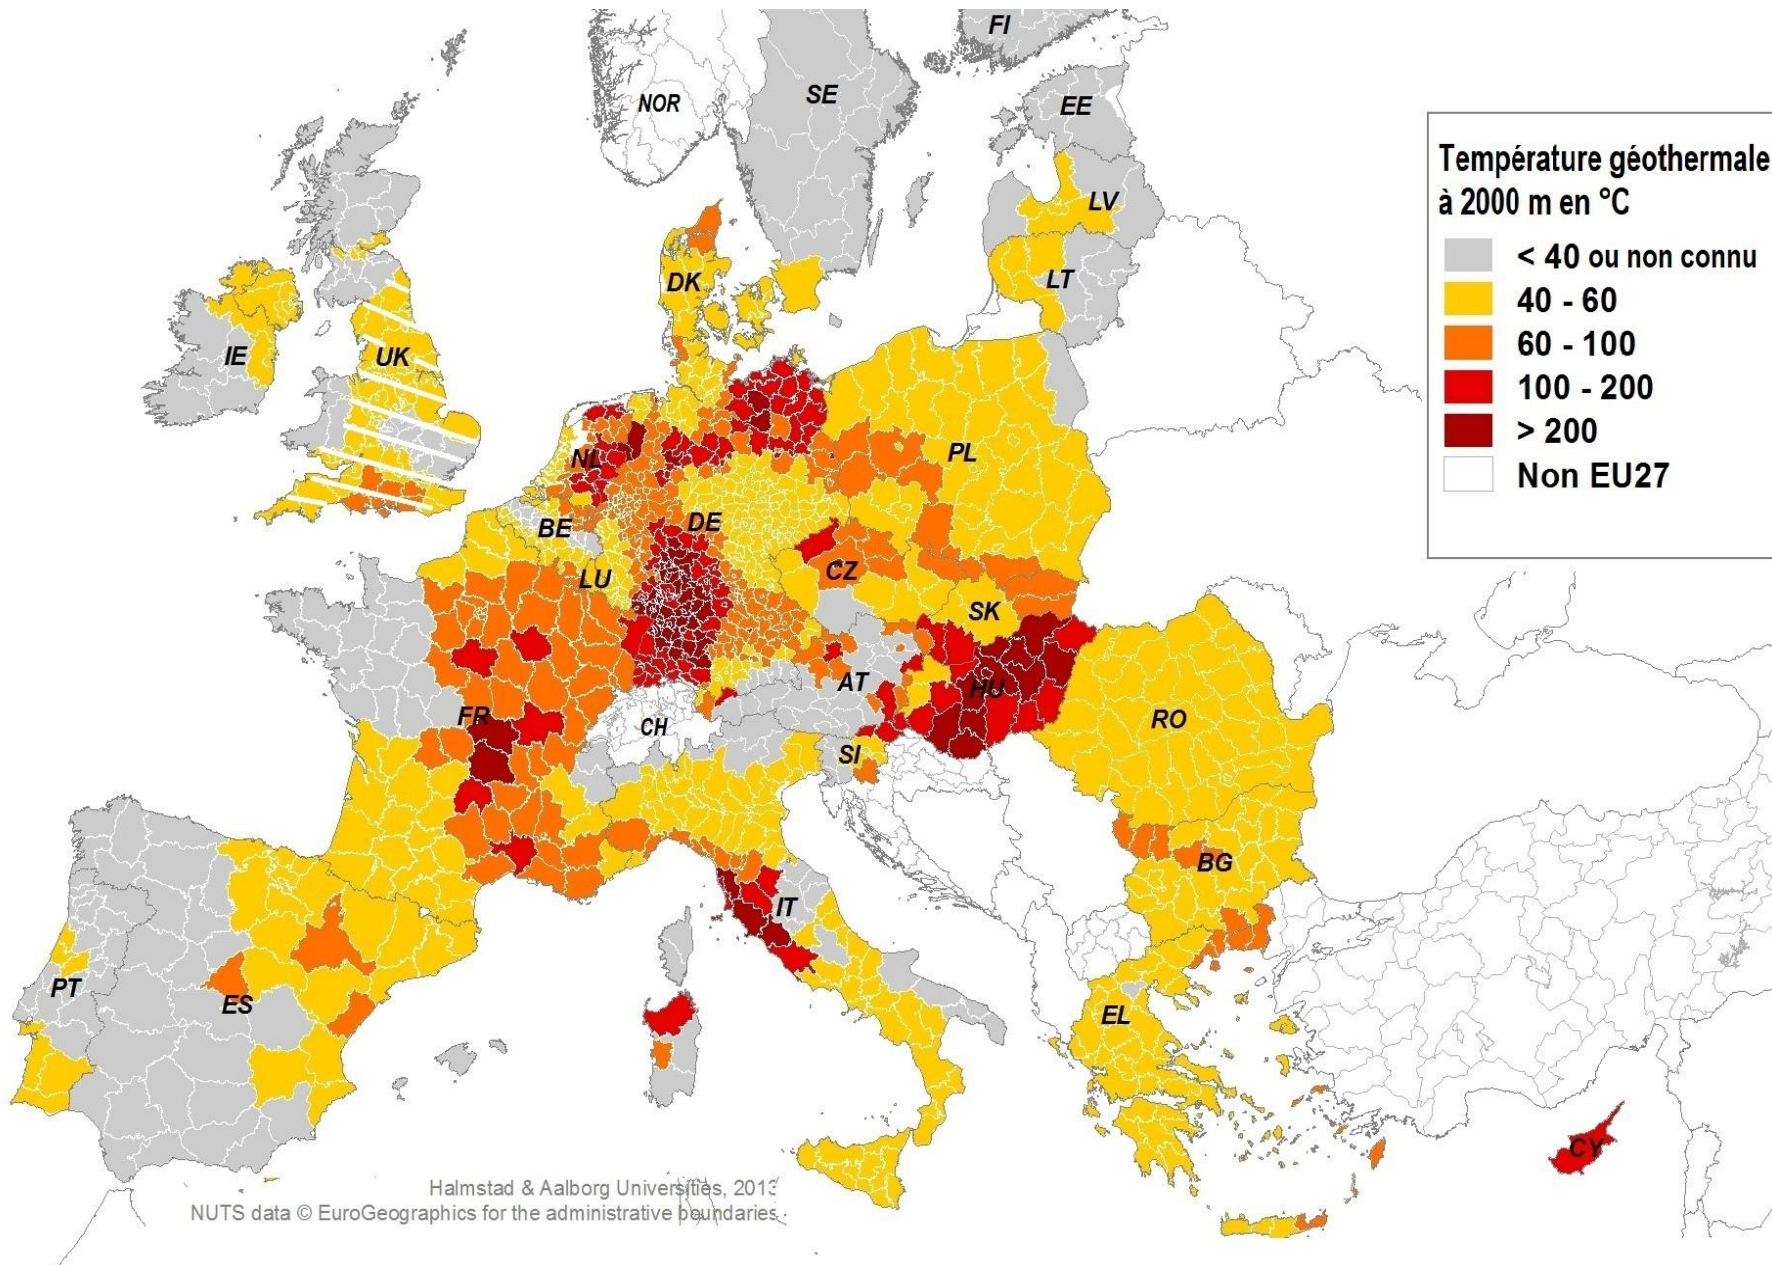 FI
SE
NOR
EE
LV
LT
DK
IE
UK
NL
PL
BE
DE
LU
CZ
SK
FR
AT
HU
CH
SI
RO
BG
IT
PT
ES
EL
CY
Température géothermale
à 2000 m en °C
< 40 ou non connu
40 - 60
60 - 100
100 - 200
> 200
Non EU27
Halmstad & Aalborg Universities, 2013
NUTS data © EuroGeographics for the administrative boundaries